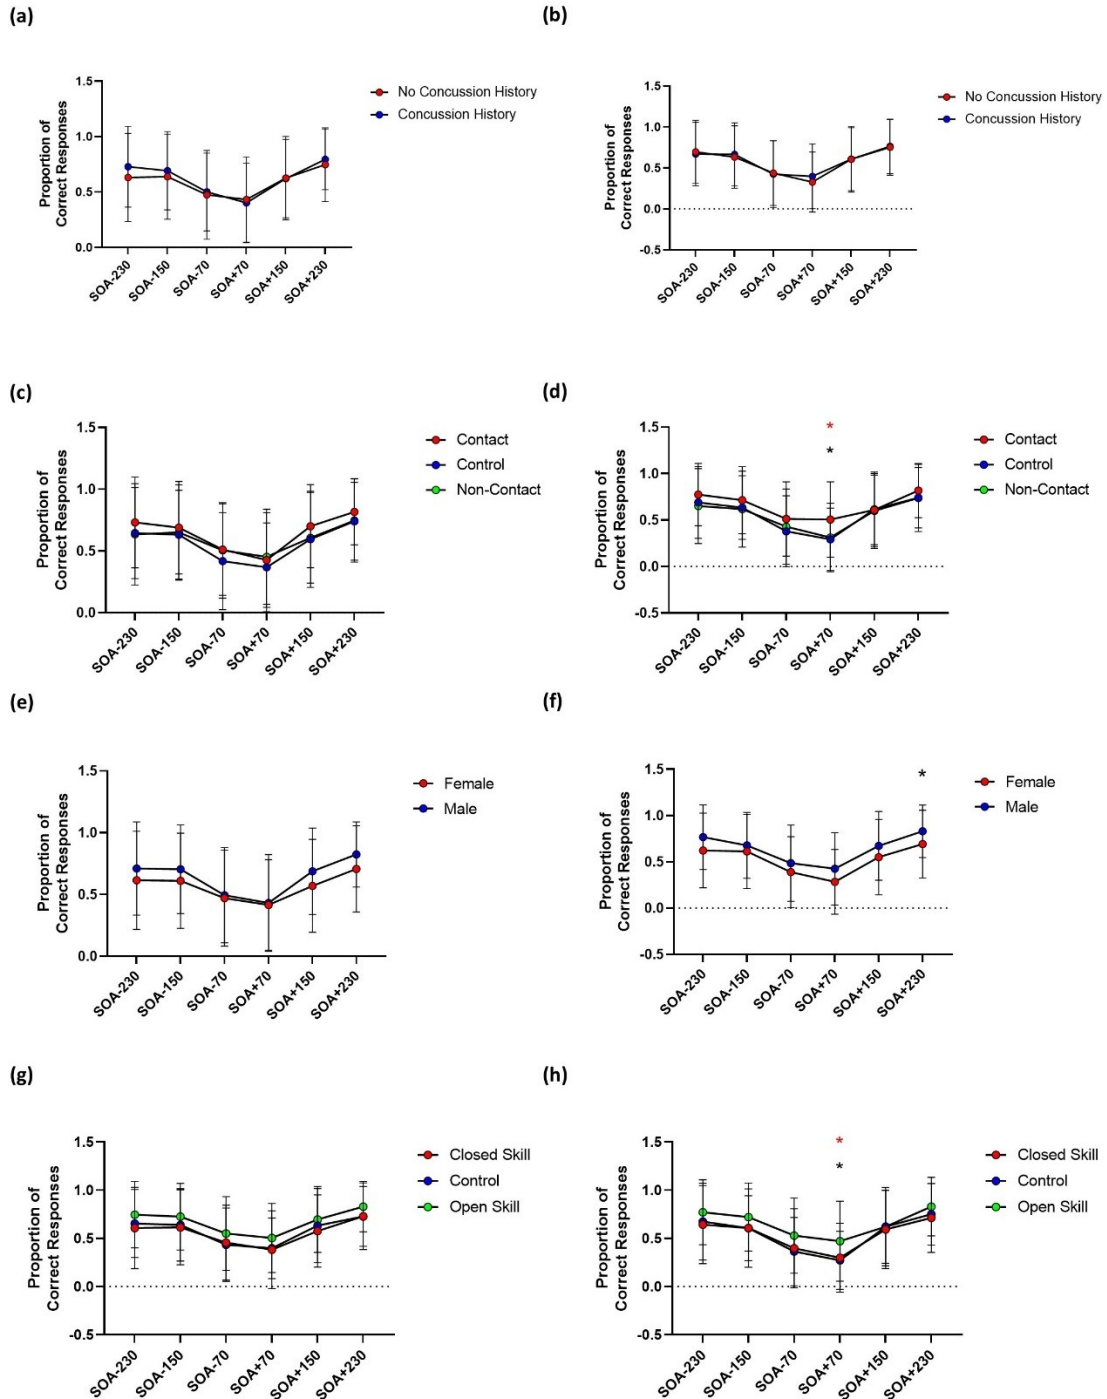 (a)
1.5
1.0
0.5
0.0
Proportion of
Correct Responses
No Concussion History
Concussion History
SOA-230
SOA-150
SOA-70
SOA+70
SOA+150
SOA+230
(b)
1.5
1.0
0.5
0.0
-0.5
Proportion of
Correct Responses
No Concussion History
Concussion History
SOA-230
SOA-150
SOA-70
SOA+70
SOA+150
SOA+230
(c)
1.5
1.0
0.5
0.0
Proportion of
Correct Responses
Contact
Control
Non-Contact
SOA-230
SOA-150
SOA-70
SOA+70
SOA+150
SOA+230
(d)
1.5
1.0
0.5
0.0
-0.5
Proportion of
Correct Responses
*
*
Contact
Control
Non-Contact
SOA-230
SOA-150
SOA-70
SOA+70
SOA+150
SOA+230
(e)
1.5
1.0
0.5
0.0
Proportion of
Correct Responses
Female
Male
SOA-230
SOA-150
SOA-70
SOA+70
SOA+150
SOA+230
(f)
1.5
1.0
0.5
0.0
-0.5
Proportion of
Correct Responses
*
Female
Male
SOA-230
SOA-150
SOA-70
SOA+70
SOA+150
SOA+230
(g)
1.5
1.0
0.5
0.0
-0.5
Proportion of
Correct Responses
Closed Skill
Control
Open Skill
SOA-230
SOA-150
SOA-70
SOA+70
SOA+150
SOA+230
(h)
1.5
1.0
0.5
0.0
-0.5
Proportion of
Correct Responses
*
*
Closed Skill
Control
Open Skill
SOA-230
SOA-150
SOA-70
SOA+70
SOA+150
SOA+230